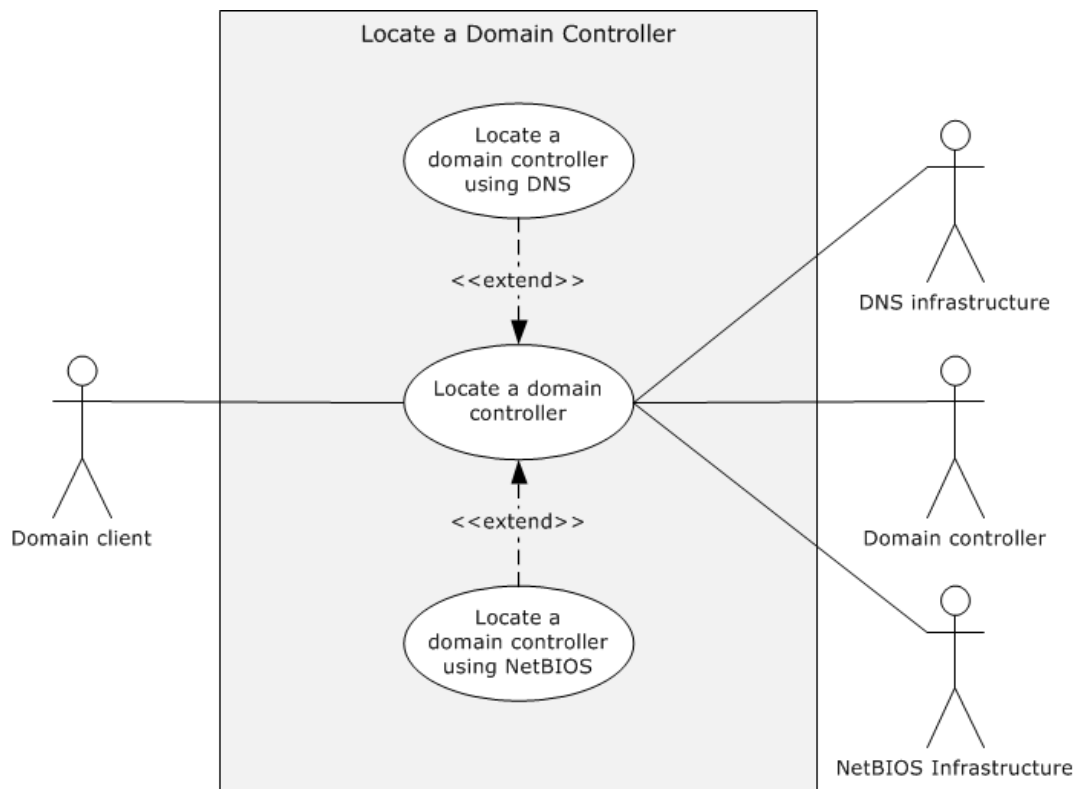 Locate a Domain Controller
Locate a
domain controller
using DNS
<<extend>>
DNS infrastructure
Locate a domain
controller
Domain client
<<extend>>
Domain controller
Locate a
domain controller
using NetBIOS
NetBIOS Infrastructure